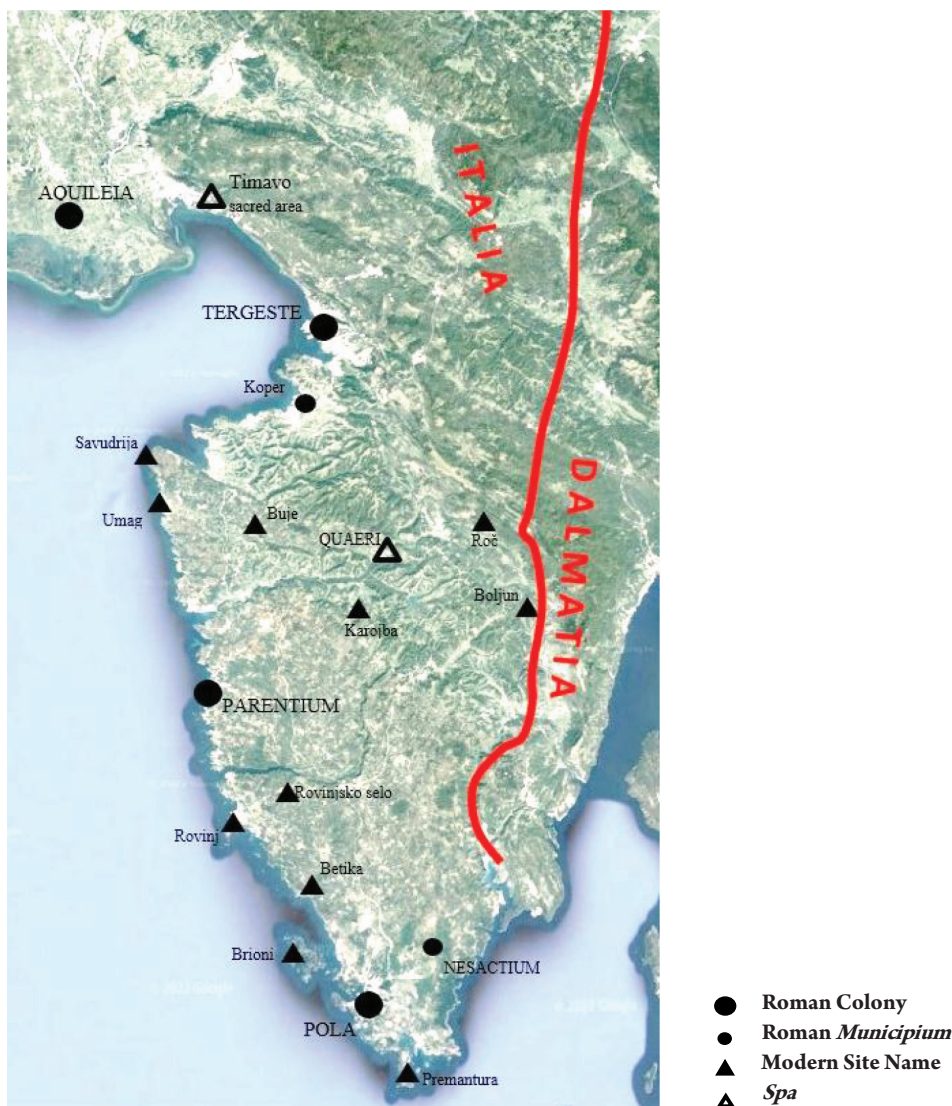 AQUILEIA
Timavo
sacred area
ITALIA
TERGESTE
Koper
Savudrija
Umag
Buje
QUAERI
Roč
DALMATIA
Boljun
Karojba
PARENTIUM
Rovinjsko selo
Rovinj
Betika
Brioni
NESACTIUM
POLA
Premantura
Roman Colony
Roman Municipium
Modern Site Name
Spa